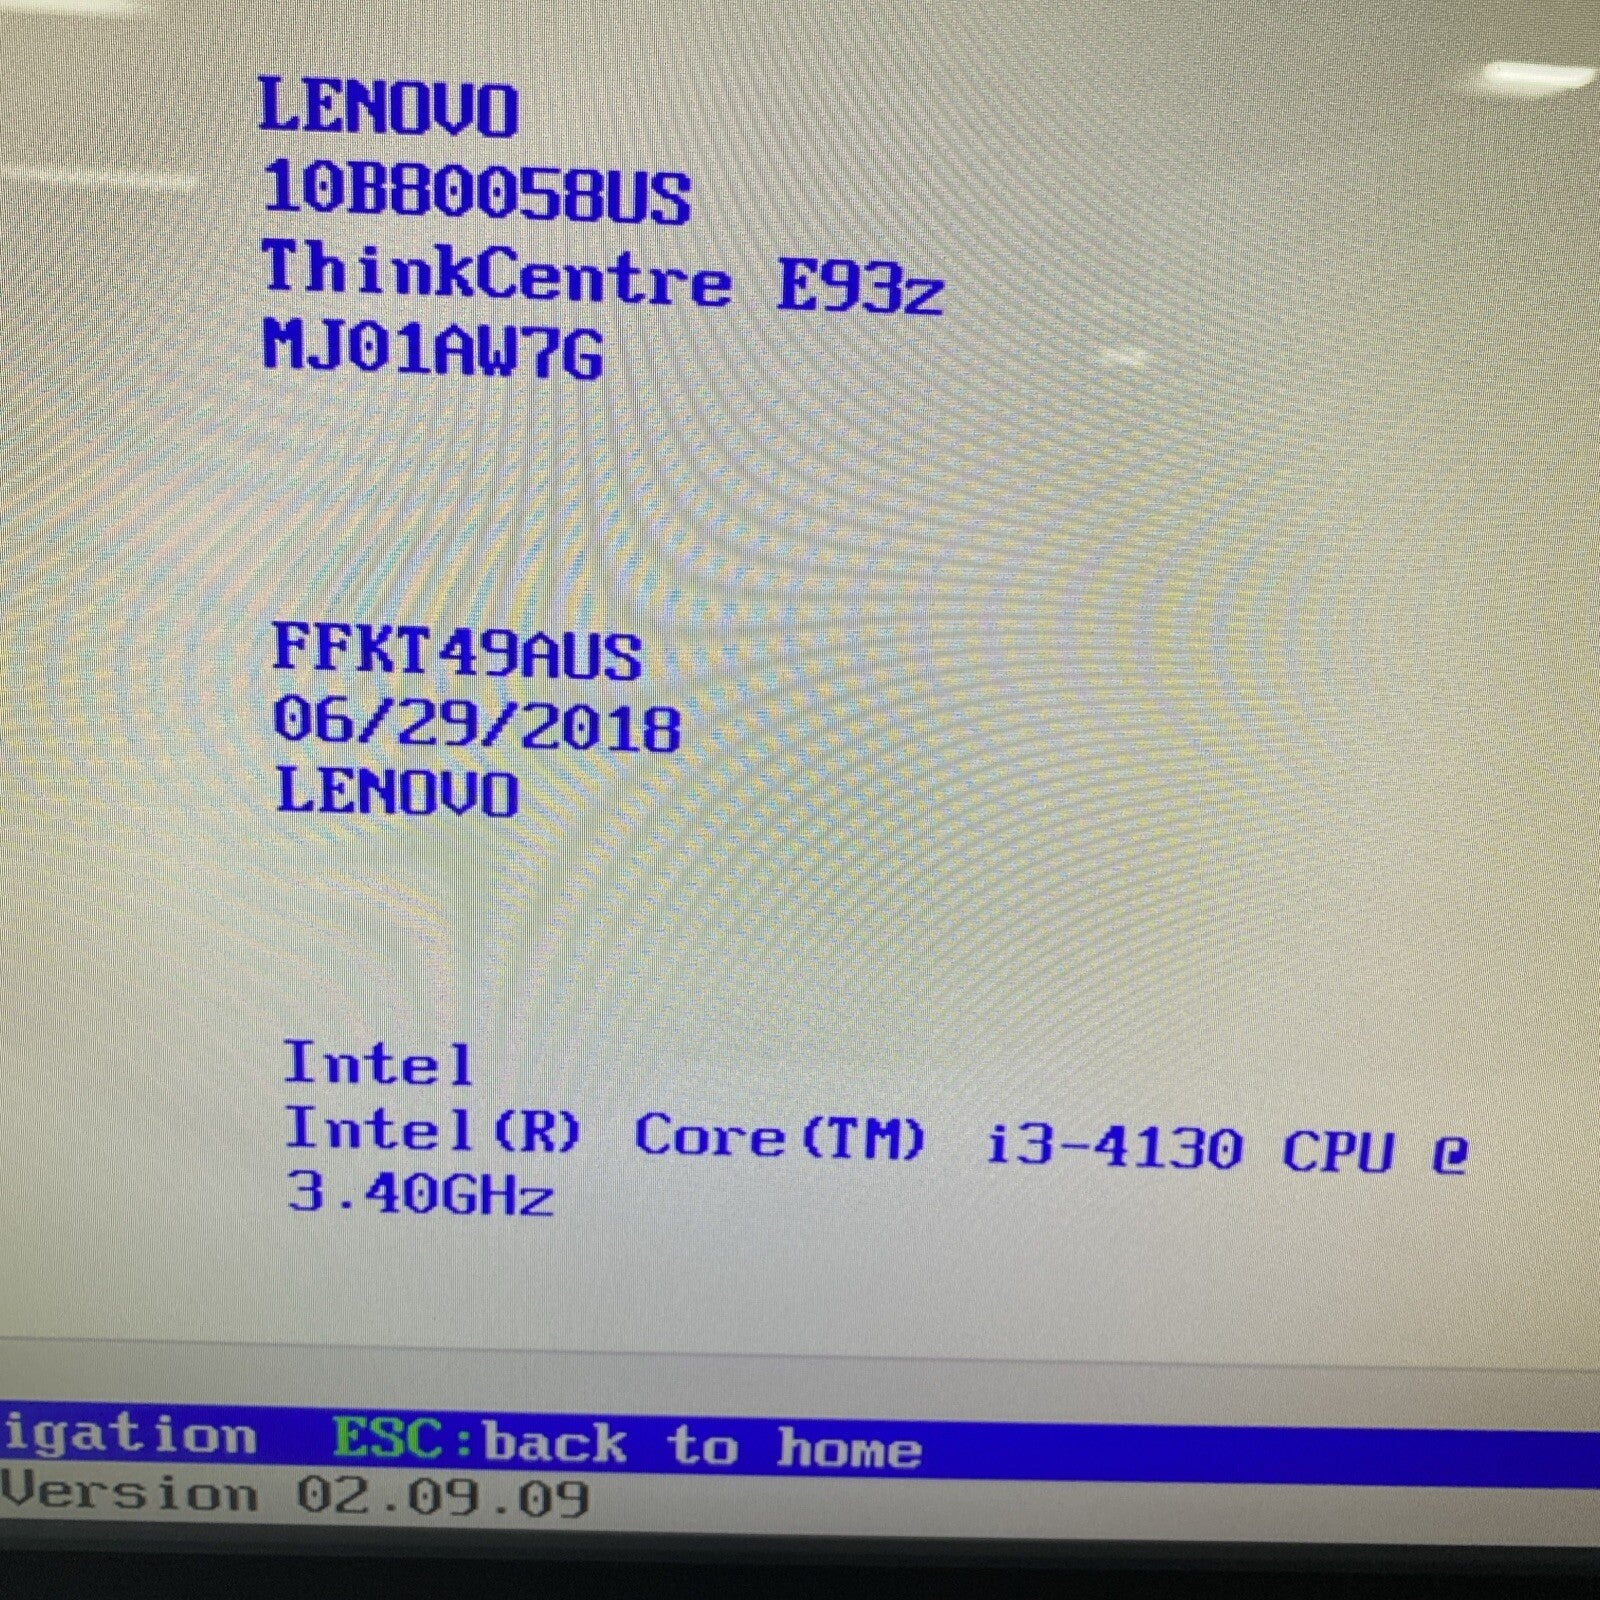 LENOVO
10B80058US
ThinkCentre E93z
MJ01AW7G
FFKT49AUS
06/29/2018
LENOVO
Intel
Intel(R) Core(TM) i3-4130 CPU @
3.40GHz
igation ESC:back to home
Version 02.09.09